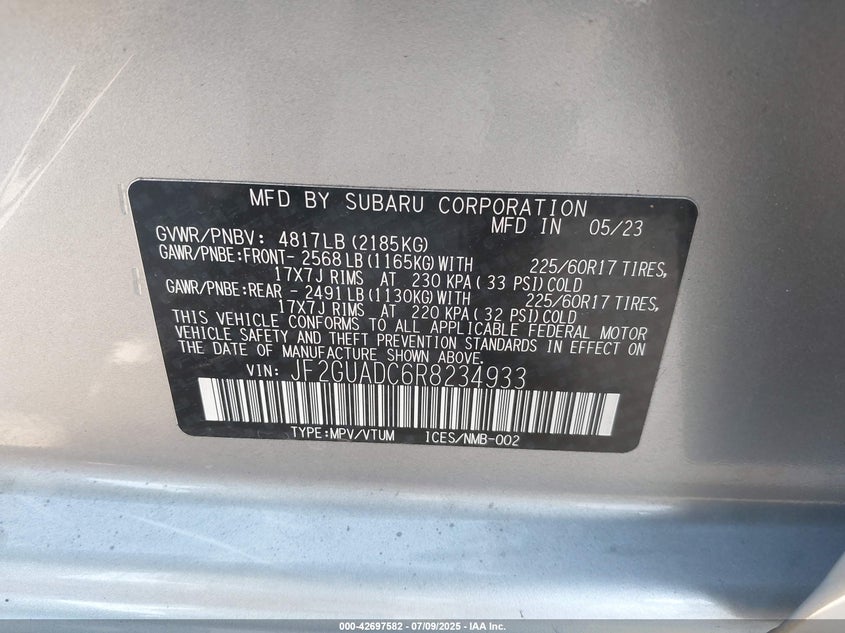 MFD BY SUBARU CORPORATION
MFD IN 05/23
GVWR/PNBV: 4817LB(2185KG)
GAWR/PNBE:FRONT- 2568LB(1165KG)WITH 225/60R17 TIRES,
17X7J RIMS AT 230 KPA( 33 PSI)COLD
GAWR/PNBE:REAR - 2491LB(1130KG)WITH 225/60R17 TIRES,
17X7J RIMS AT 220 KPA(32 PSI)COLD
THIS VEHICLE CONFORMS TO ALL APPLICABLE FEDERAL MOTOR
VEHICLE SAFETY AND THEFT PREVENTION STANDARDS IN EFFECT ON
THE DATE OF MANUFACTURE SHOWN ABOVE.
VIN: JF2GUADC6R8234933
TYPE:MPV/VTUM ICES/NMB-002
000-42697582 / 07/09/2025 - IAA Inc.